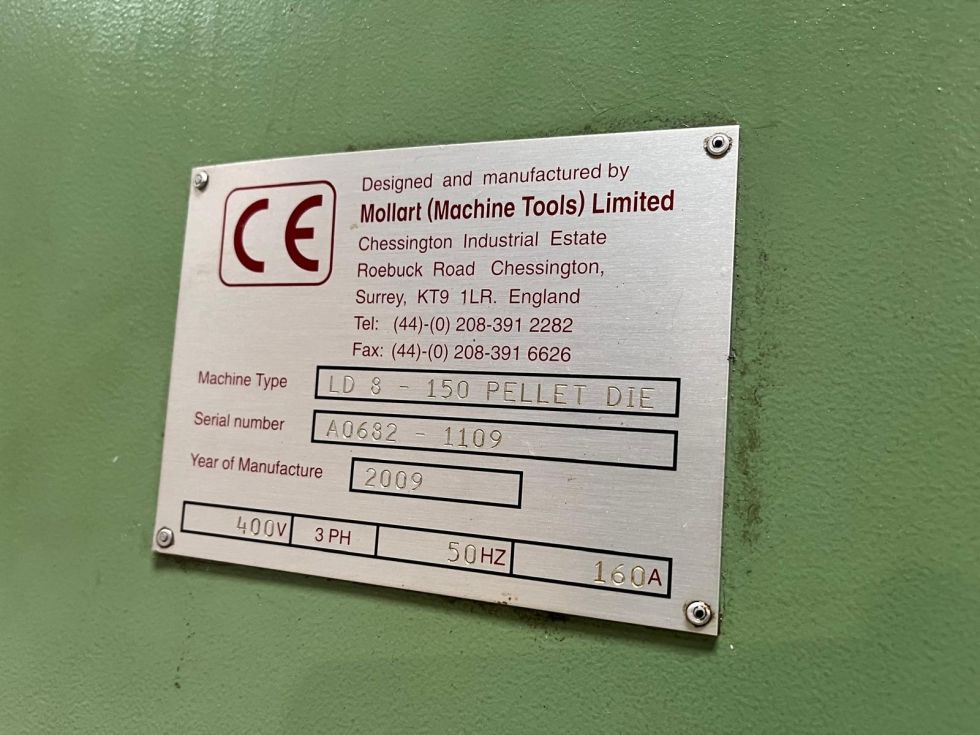 CE
Designed and manufactured by
Mollart (Machine Tools) Limited
Chessington Industrial Estate
Roebuck Road Chessington,
Surrey, KT9 1LR. England
Tel: (44)-(0) 208-391 2282
Fax: (44)-(0) 208-391 6626
Machine Type LD 8 - 150 PELLET DIE
Serial number A0682 - 1109
Year of Manufacture 2009
400V 3 PH 50HZ 160A